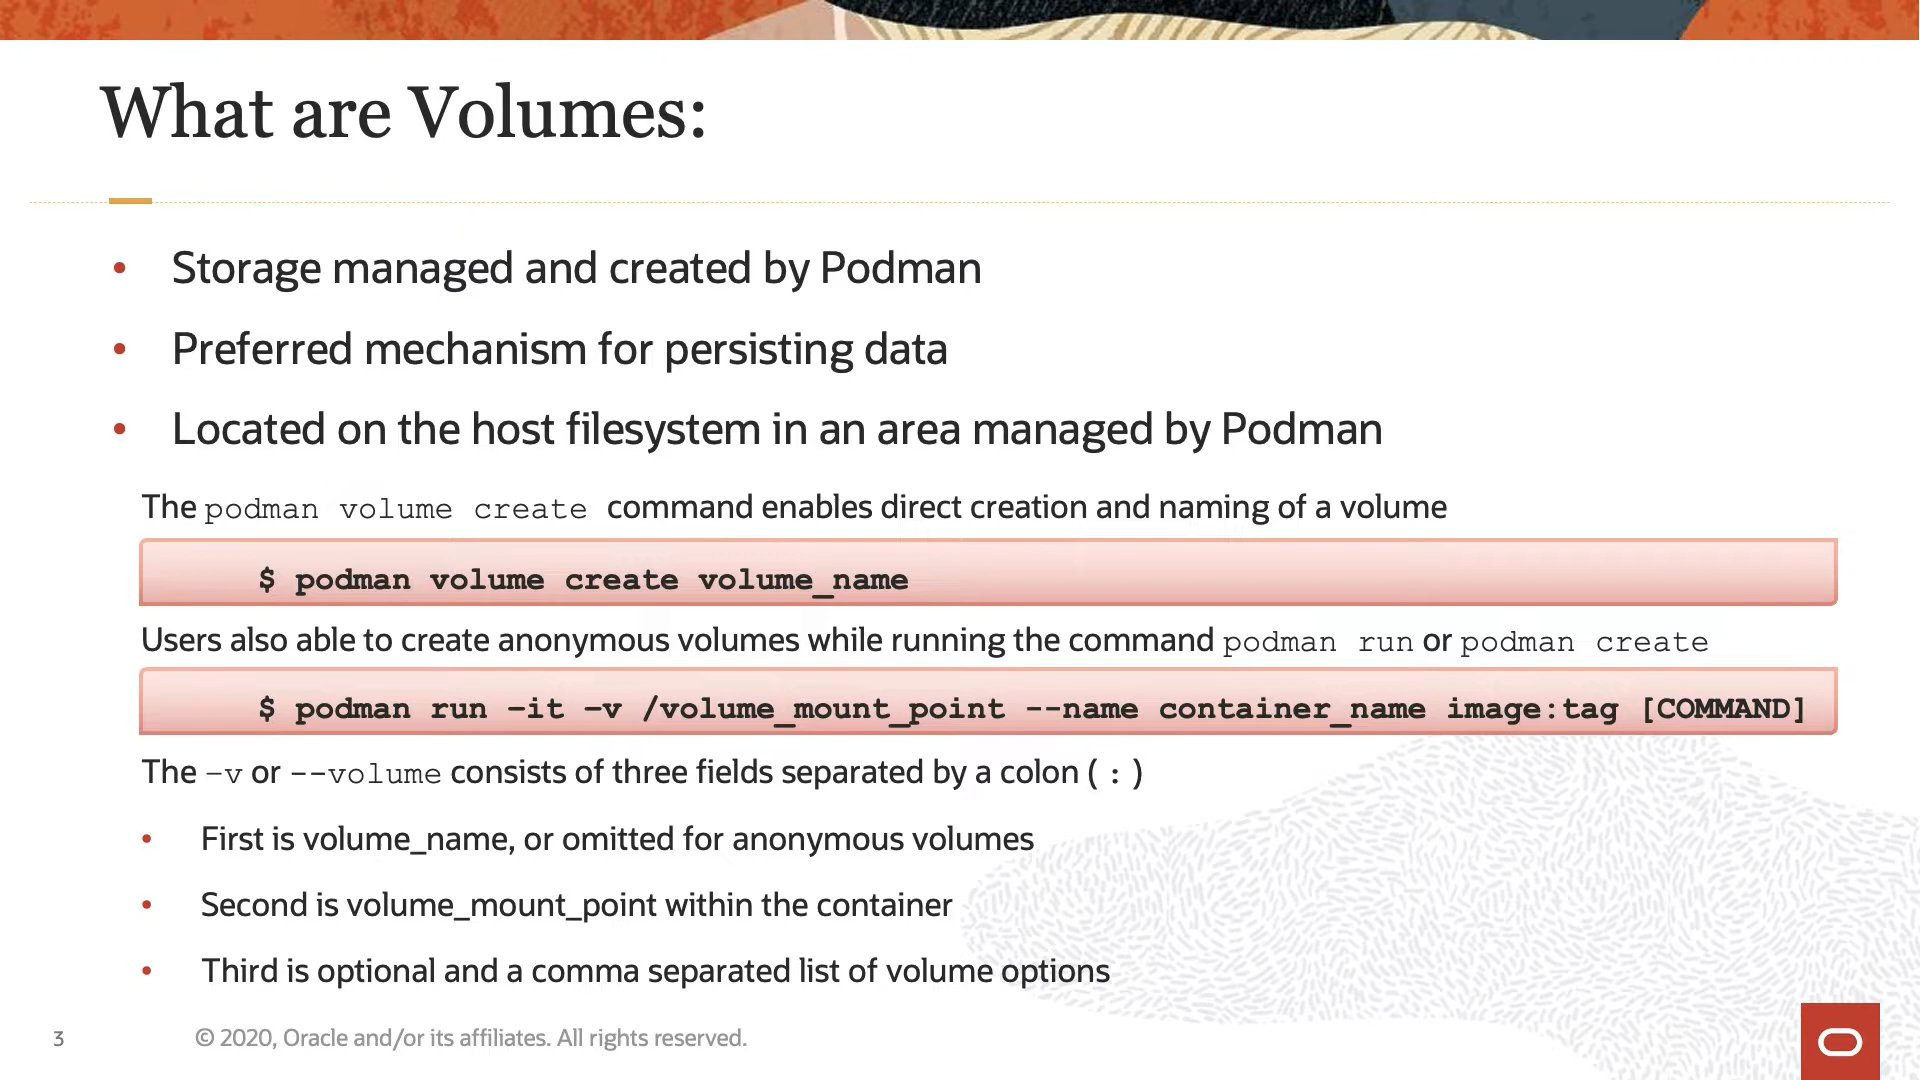 What are Volumes:
• Storage managed and created by Podman
• Preferred mechanism for persisting data
• Located on the host filesystem in an area managed by Podman
The podman volume create command enables direct creation and naming of a volume
$ podman volume create volume_name
Users also able to create anonymous volumes while running the command podman run or podman create
$ podman run –it –v /volume_mount_point --name container_name image:tag [COMMAND]
The –v or --volume consists of three fields separated by a colon ( : )
• First is volume_name, or omitted for anonymous volumes
• Second is volume_mount_point within the container
• Third is optional and a comma separated list of volume options
3 © 2020, Oracle and/or its affiliates. All rights reserved.